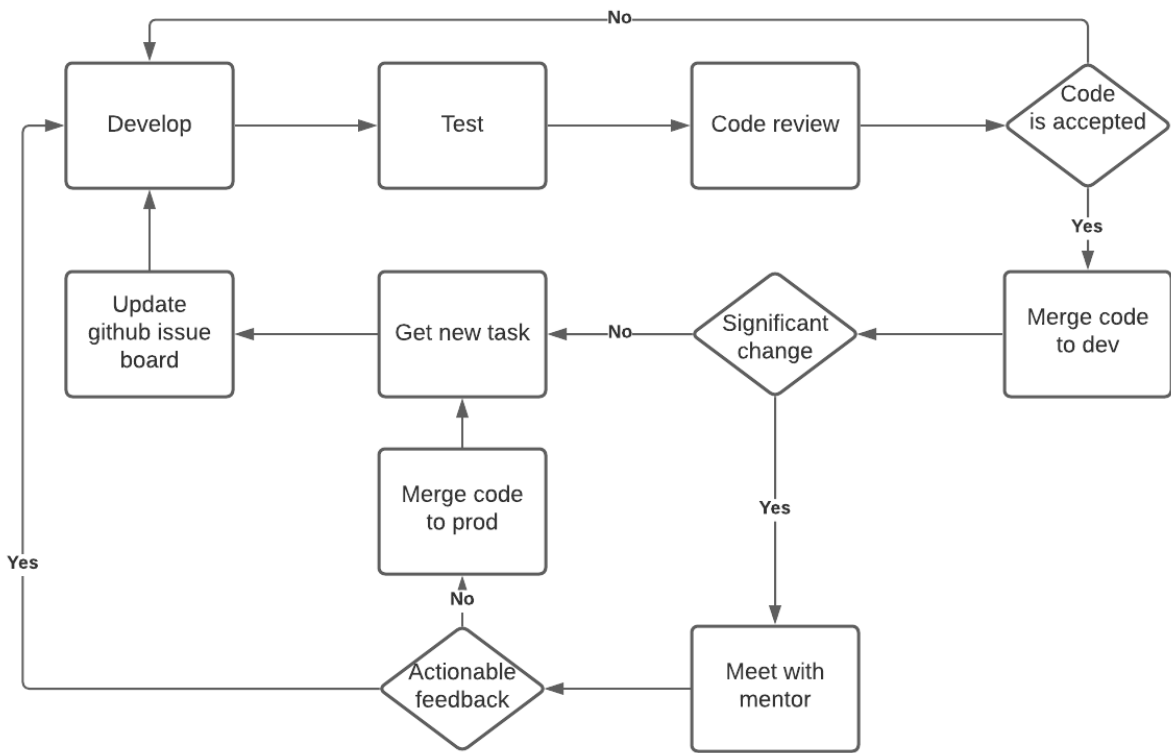 No
Develop
Test
Code review
Code
is accepted
Yes
Update
github issue
board
Get new task
No
Significant
change
Merge code
to dev
Merge code
to prod
Yes
Yes
No
Actionable
feedback
Meet with
mentor